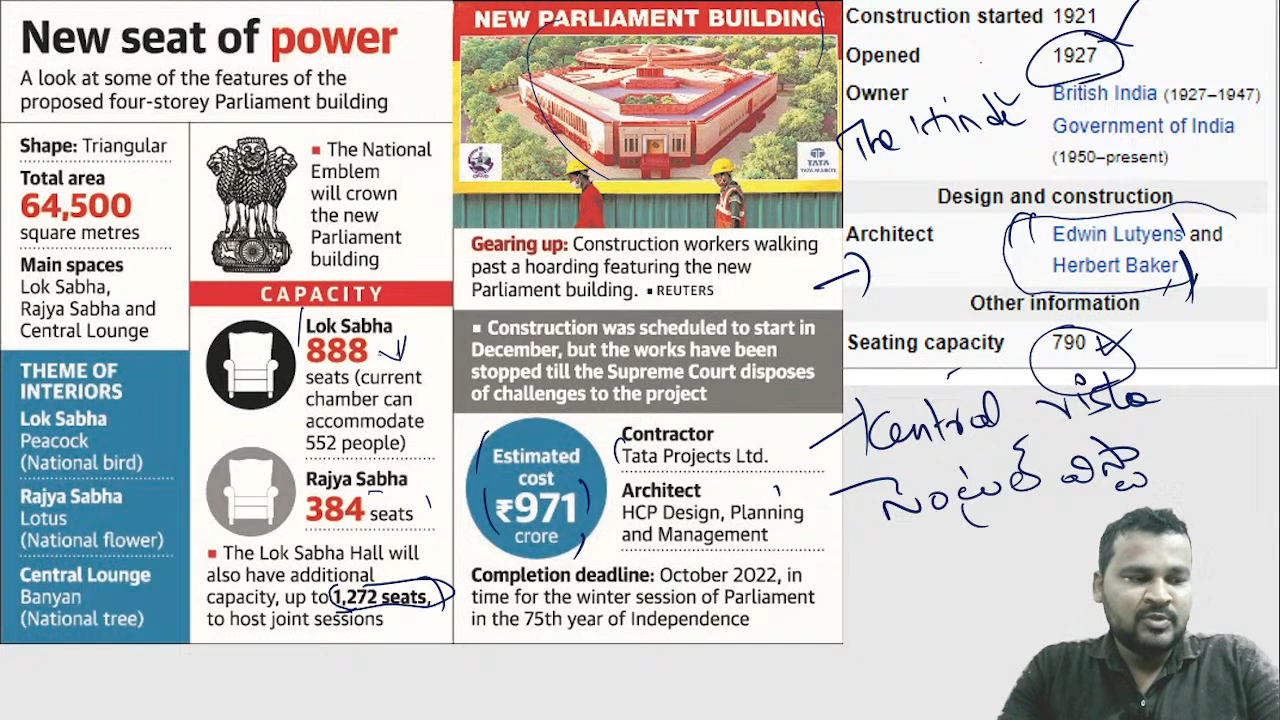 New seat of power
A look at some of the features of the
proposed four-storey Parliament building
Shape: Triangular
Total area
64,500
square metres
Main spaces
Lok Sabha,
Rajya Sabha and
Central Lounge
THEME OF
INTERIORS
Lok Sabha
Peacock
(National bird)
Rajya Sabha
Lotus
(National flower)
Central Lounge
Banyan
(National tree)
■ The National
Emblem
will crown
the new
Parliament
building
CAPACITY
Lok Sabha
888
seats (current
chamber can
accommodate
552 people)
Rajya Sabha
384 seats
■ The Lok Sabha Hall will
also have additional
capacity, up to 1,272 seats,
to host joint sessions
NEW PARLIAMENT BUILDING
TATA
TATA PROJECTS
Gearing up: Construction workers walking
past a hoarding featuring the new
Parliament building. ■ REUTERS
■ Construction was scheduled to start in
December, but the works have been
stopped till the Supreme Court disposes
of challenges to the project
Estimated
cost
₹971
crore
Contractor
Tata Projects Ltd.
Architect
HCP Design, Planning
and Management
Completion deadline: October 2022, in
time for the winter session of Parliament
in the 75th year of Independence
Construction started 1921
Opened 1927
Owner British India (1927–1947)
Government of India
(1950–present)
The Hindu
Design and construction
Architect Edwin Lutyens and
Herbert Baker
Other information
Seating capacity 790
Central Vista
సెంట్రల్ విస్టా